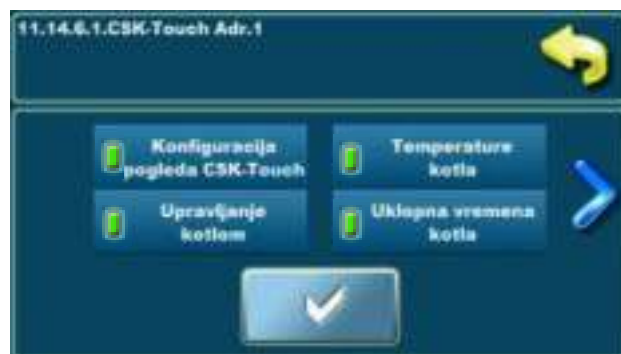 11.14.6.1.CSK-Touch Adr.1
Konfiguracija
pogleda CSK-Touch
Temperature
kotla
Upravljanje
kotlom
Uklopna vremena
kotla